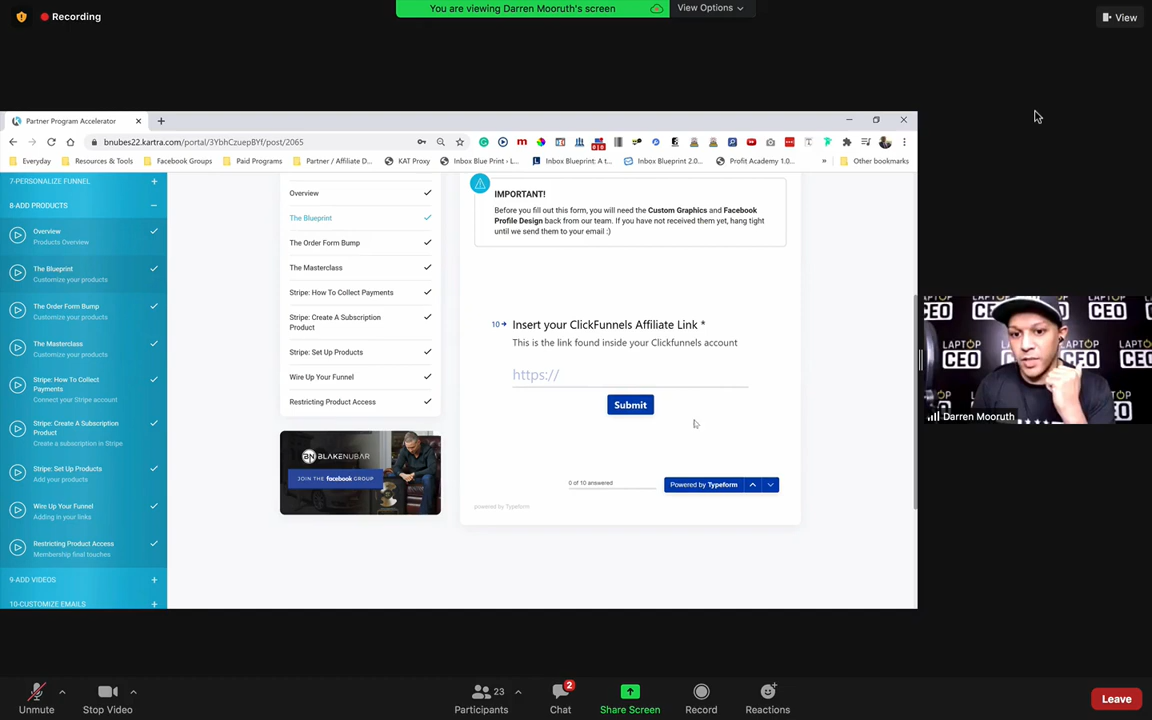 Recording
You are viewing Darren Mooruth's screen
View Options
View
Partner Program Accelerator
bnubes22.kartra.com/portal/3YbhCzuepBYf/post/2065
Everyday
Resources & Tools
Facebook Groups
Paid Programs
Partner / Affiliate D...
KAT Proxy
Inbox Blue Print - L...
Inbox Blueprint: A t...
Inbox Blueprint 2.0...
Profit Academy 1.0...
Other bookmarks
7-PERSONALIZE FUNNEL
8-ADD PRODUCTS
Overview
Products Overview
The Blueprint
Customize your products
The Order Form Bump
Customize your products
The Masterclass
Customize your products
Stripe: How To Collect
Payments
Connect your Stripe account
Stripe: Create A Subscription
Product
Create a subscription in Stripe
Stripe: Set Up Products
Add your products
Wire Up Your Funnel
Adding in your links
Restricting Product Access
Membership final touches
9-ADD VIDEOS
10-CUSTOMIZE EMAILS
Overview
The Blueprint
The Order Form Bump
The Masterclass
Stripe: How To Collect Payments
Stripe: Create A Subscription
Product
Stripe: Set Up Products
Wire Up Your Funnel
Restricting Product Access
BN BLAKENUBAR
JOIN THE facebook GROUP
IMPORTANT!
Before you fill out this form, you will need the Custom Graphics and Facebook
Profile Design back from our team. If you have not received them yet, hang tight
until we send them to your email :)
10 Insert your ClickFunnels Affiliate Link *
This is the link found inside your Clickfunnels account
https://
Submit
0 of 10 answered
Powered by Typeform
powered by Typeform
LAPTOP
CEO
Darren Mooruth
Unmute
Stop Video
23
Participants
2
Chat
Share Screen
Record
Reactions
Leave